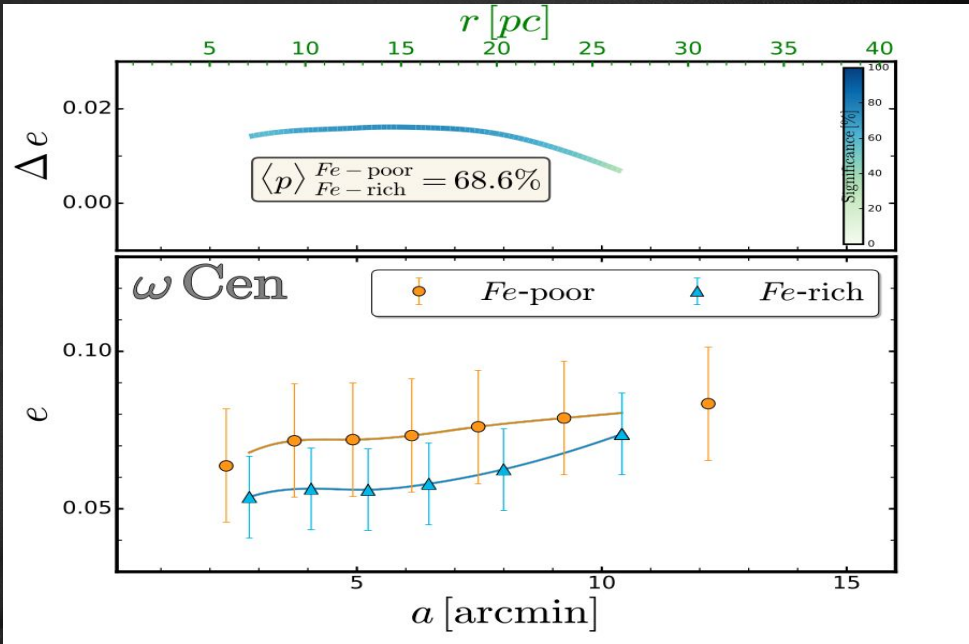 r [pc]
5 10 15 20 25 30 35 40
Δe
0.02
0.00
⟨p⟩ Fe − poor Fe − rich = 68.6%
Significance [%]
100
80
60
40
20
0
ω Cen
Fe-poor Fe-rich
e
0.10
0.05
5 10 15
a [arcmin]